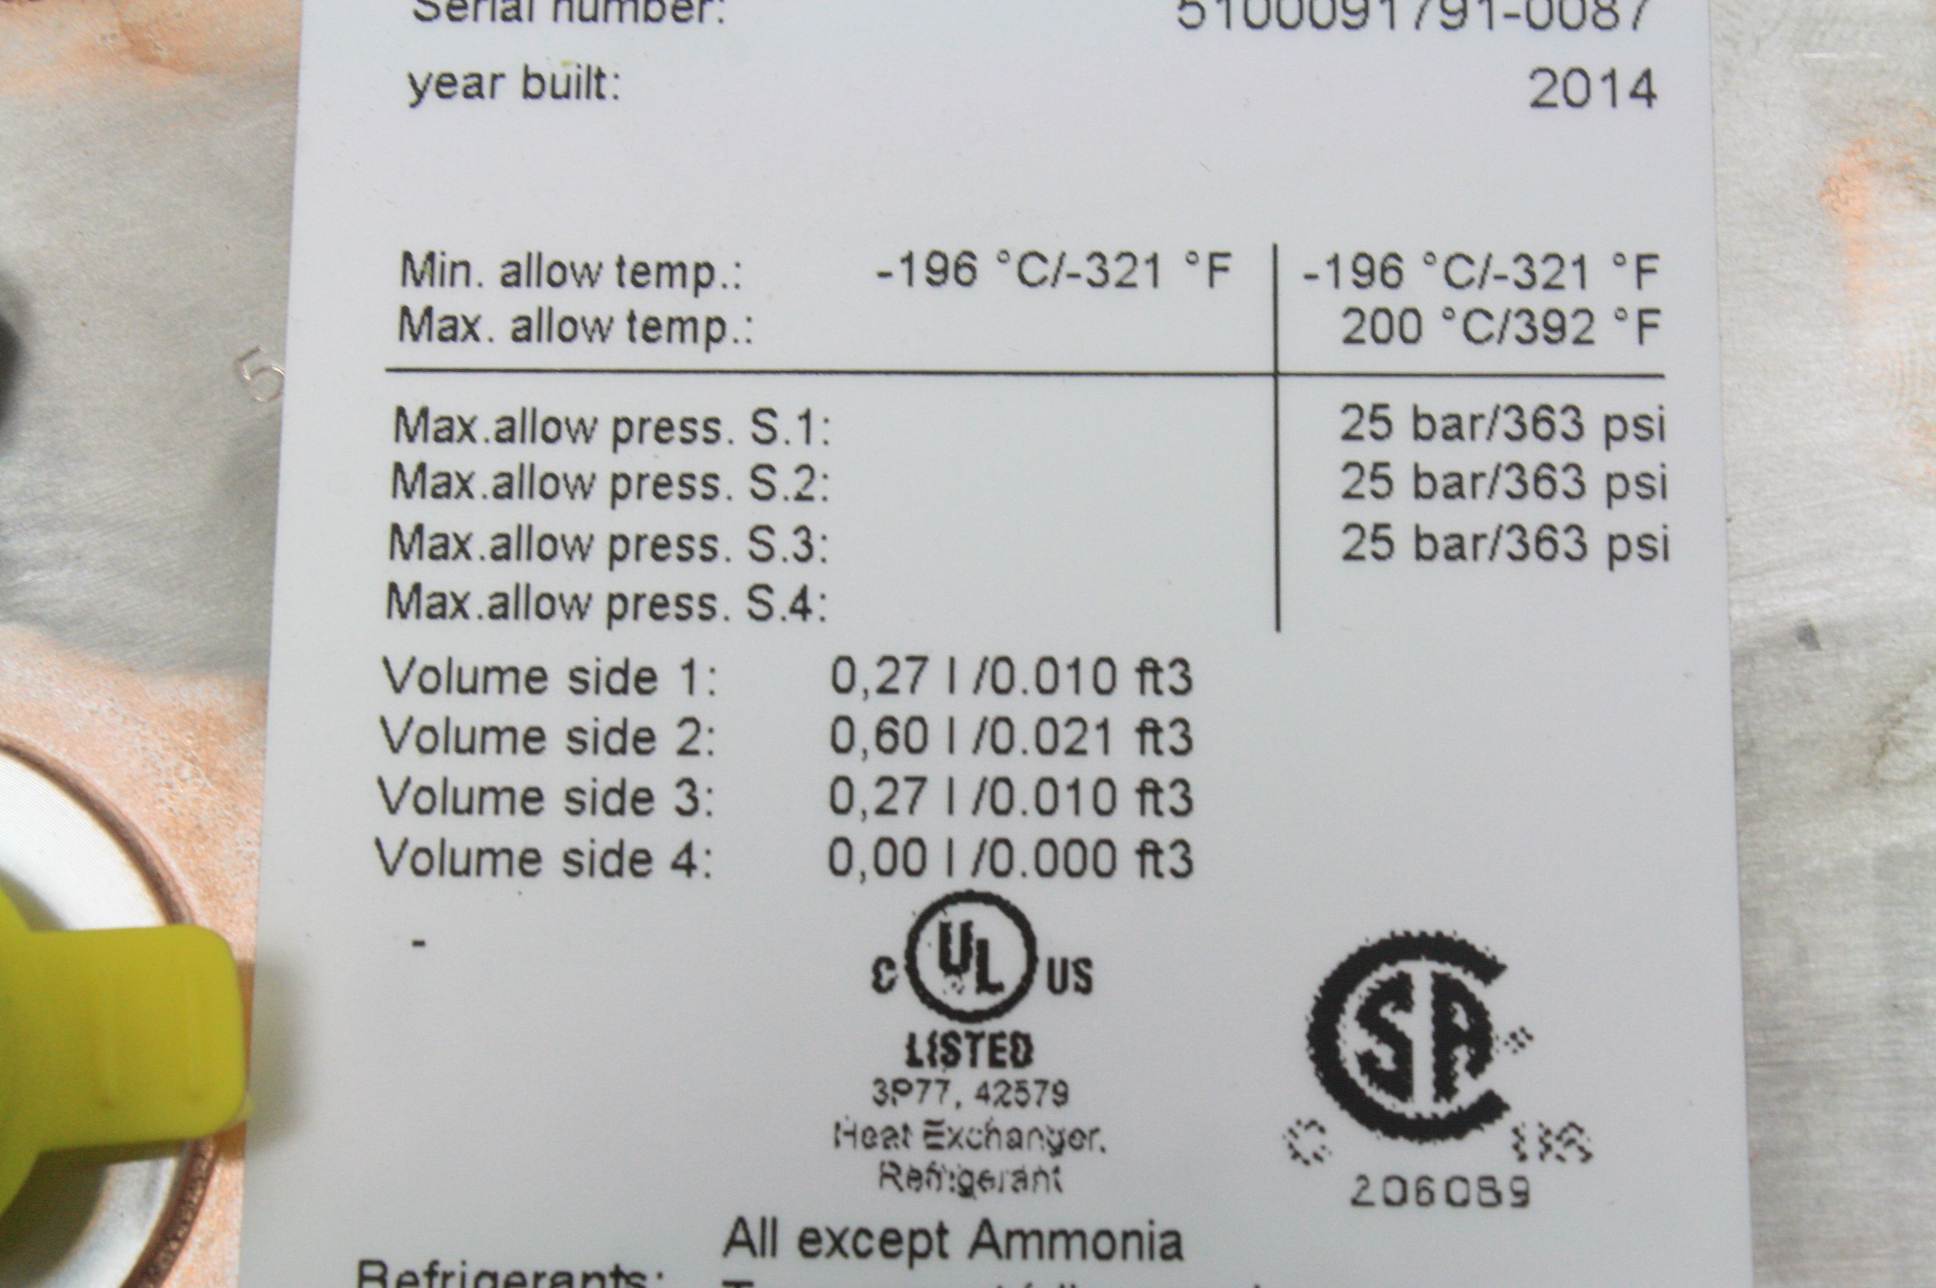 Serial number: 5100091791-0087
year built: 2014
Min. allow temp.: -196 °C/-321 °F -196 °C/-321 °F
Max. allow temp.: 200 °C/392 °F
Max.allow press. S.1: 25 bar/363 psi
Max.allow press. S.2: 25 bar/363 psi
Max.allow press. S.3: 25 bar/363 psi
Max.allow press. S.4:
Volume side 1: 0,27 l /0.010 ft3
Volume side 2: 0,60 l /0.021 ft3
Volume side 3: 0,27 l /0.010 ft3
Volume side 4: 0,00 l /0.000 ft3
-
C UL US
LISTED
3P77, 42579
Heat Exchanger,
Refrigerant
SA
C US
206089
All except Ammonia
Refrigerants:
5